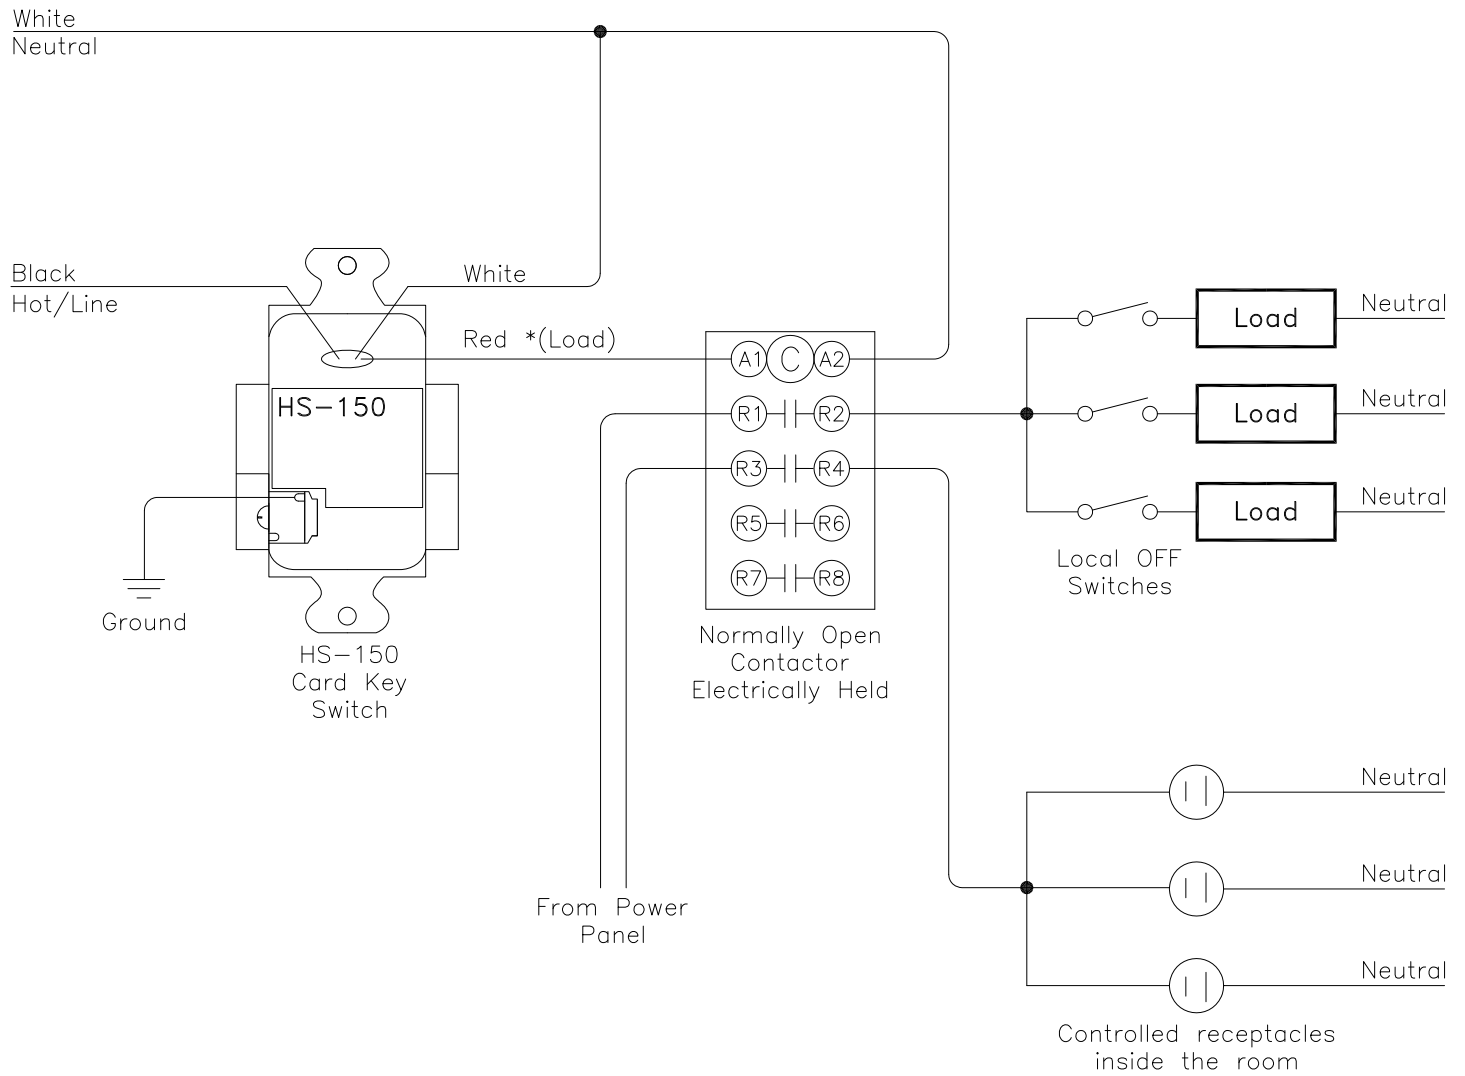 White
Neutral
Black
Hot/Line
White
Red *(Load)
HS-150
Ground
HS-150
Card Key
Switch
A1 C A2
R1 R2
R3 R4
R5 R6
R7 R8
Normally Open
Contactor
Electrically Held
From Power
Panel
Load Neutral
Load Neutral
Load Neutral
Local OFF
Switches
Neutral
Neutral
Neutral
Controlled receptacles
inside the room